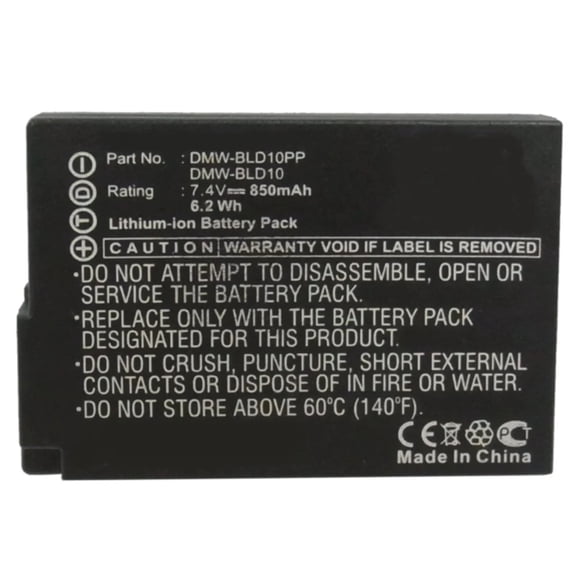 Part No. : DMW-BLD10PP
DMW-BLD10
Rating : 7.4V⎓ 850mAh
6.2 Wh
Lithium-ion Battery Pack
CAUTION WARRANTY VOID IF LABEL IS REMOVED
•DO NOT ATTEMPT TO DISASSEMBLE, OPEN OR
SERVICE THE BATTERY PACK.
•REPLACE ONLY WITH THE BATTERY PACK
DESIGNATED FOR THIS PRODUCT.
•DO NOT CRUSH, PUNCTURE, SHORT EXTERNAL
CONTACTS OR DISPOSE OF IN FIRE OR WATER.
•DO NOT STORE ABOVE 60°C (140°F).
CE PCT
Made In China
- D T +